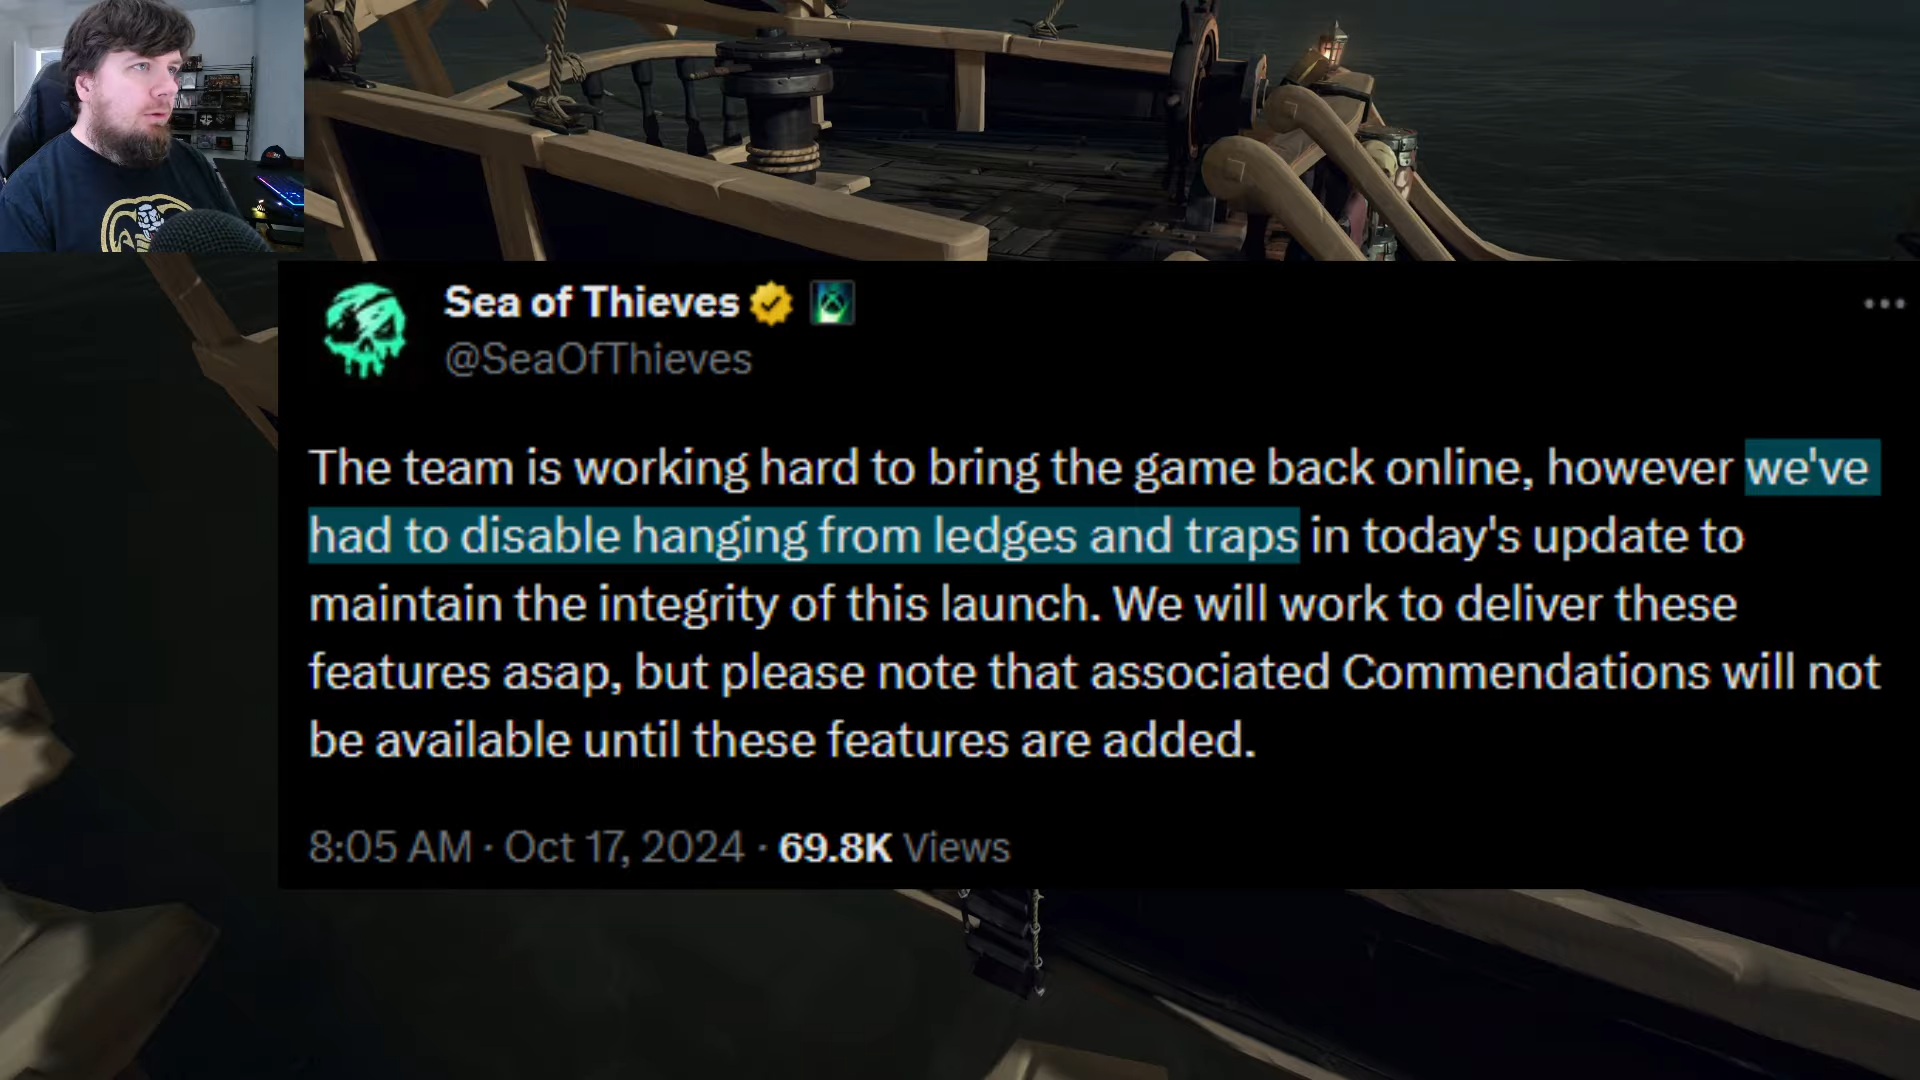 Sea of Thieves
@SeaOfThieves
The team is working hard to bring the game back online, however we've
had to disable hanging from ledges and traps in today's update to
maintain the integrity of this launch. We will work to deliver these
features asap, but please note that associated Commendations will not
be available until these features are added.
8:05 AM · Oct 17, 2024 · 69.8K Views